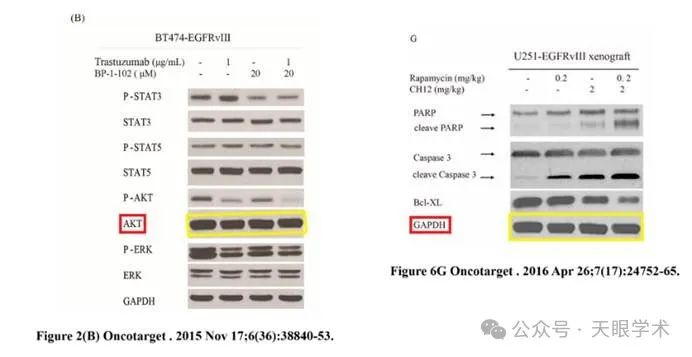 (B)
BT474-EGFRvIII
Trastuzumab (μg/mL) - 1 - 1
BP-1-102 ( μM) - - 20 20
P-STAT3
STAT3
P-STAT5
STAT5
P-AKT
AKT
P-ERK
ERK
GAPDH
Figure 2(B) Oncotarget . 2015 Nov 17;6(36):38840-53.
G
U251-EGFRvIII xenograft
Rapamycin (mg/kg) - 0.2 - 0. 2
CH12 (mg/kg) - - 2 2
PARP
cleave PARP
Caspase 3
cleave Caspase 3
Bcl-XL
GAPDH
Figure 6G Oncotarget . 2016 Apr 26;7(17):24752-65.
公众号 · 天眼学术